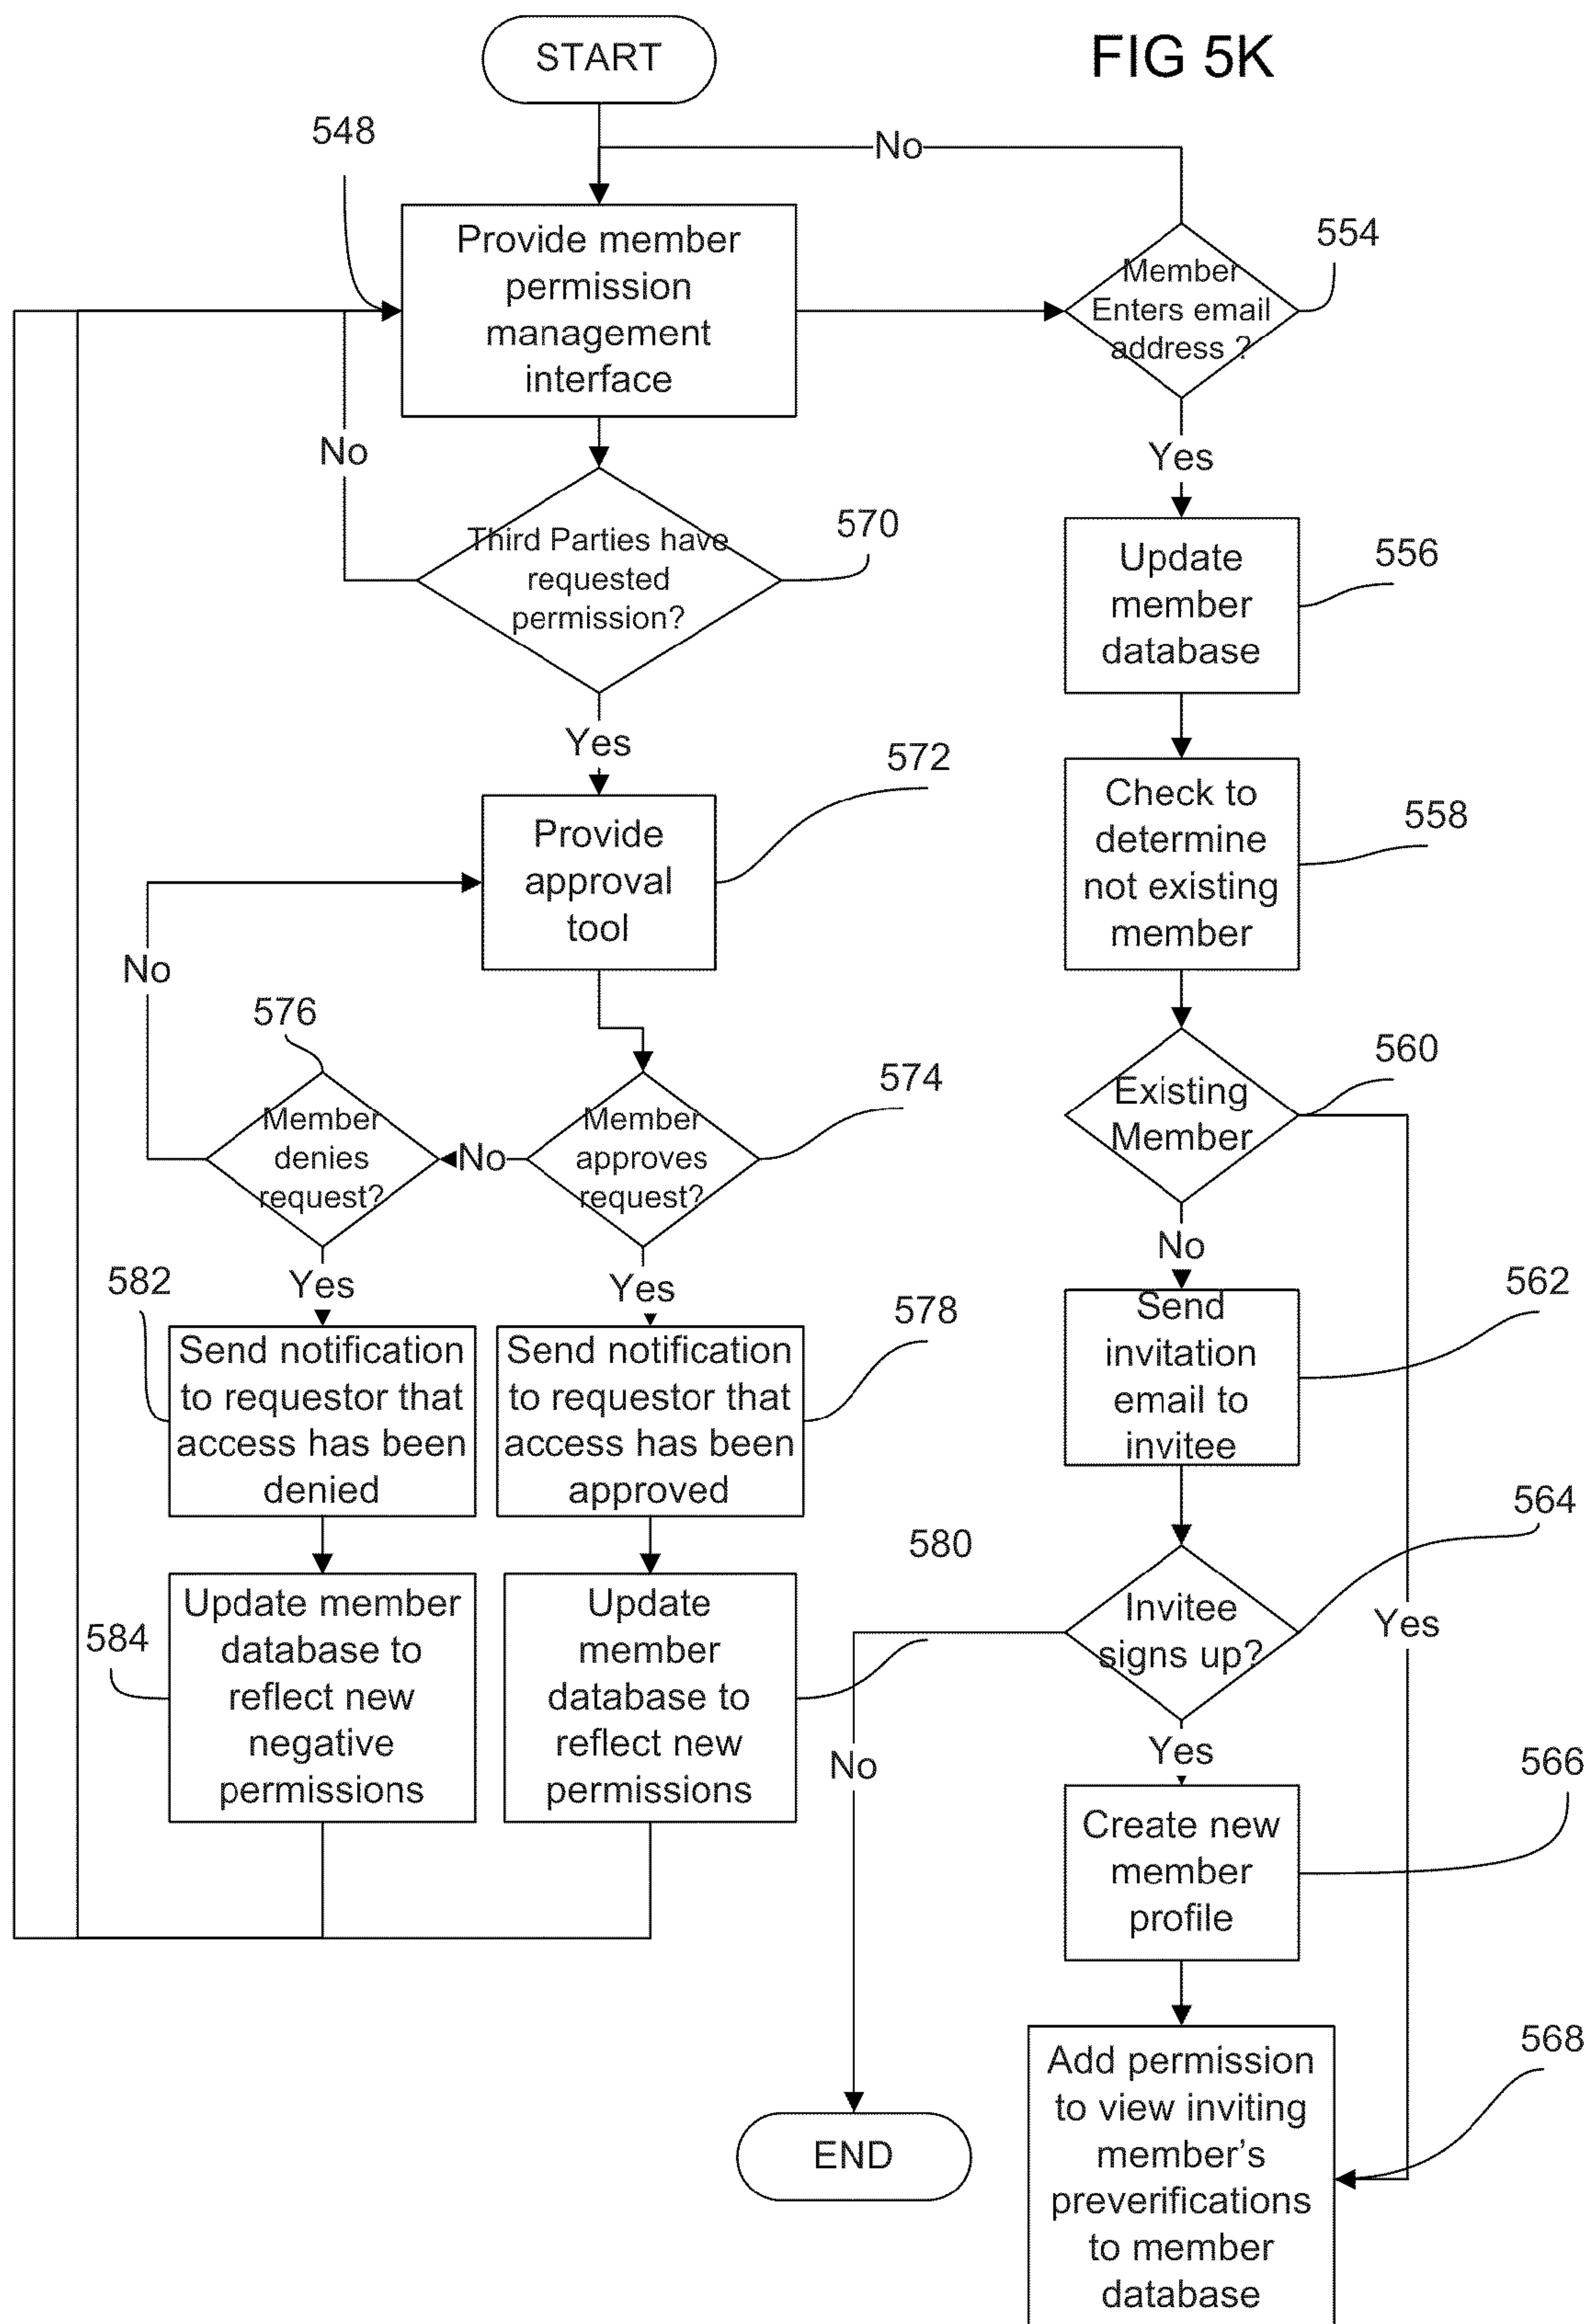 START
FIG 5K
548
No
Provide member
permission
management
interface
554
Member
Enters email
address ?
No
Yes
Third Parties have
requested
permission?
570
Update
member
database
556
Yes
572
Provide
approval
tool
Check to
determine
not existing
member
558
No
576
574
Existing
Member
560
Member
denies
request?
No
Member
approves
request?
No
582
Yes
Yes
578
562
Send notification
to requestor that
access has been
denied
Send notification
to requestor that
access has been
approved
Send
invitation
email to
invitee
564
580
584
Update member
database to
reflect new
negative
permissions
Update
member
database to
reflect new
permissions
Invitee
signs up?
Yes
No
Yes
566
Create new
member
profile
568
Add permission
to view inviting
member’s
preverifications
to member
database
END